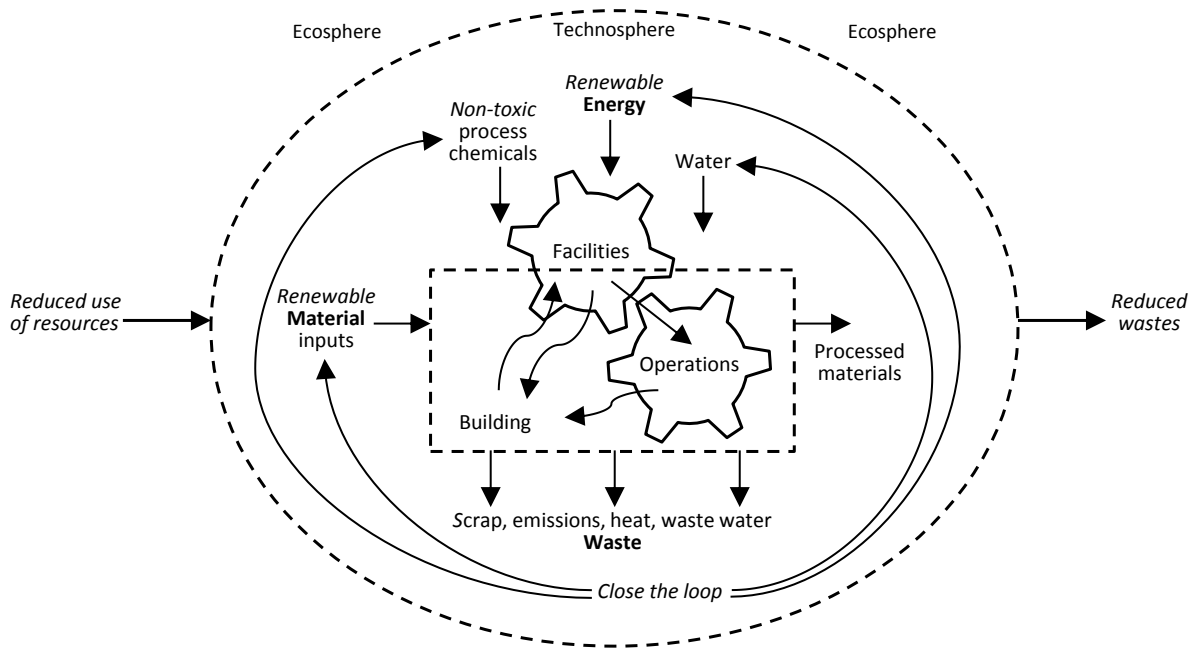 Ecosphere
Technosphere
Ecosphere
Renewable
Energy
Non-toxic
process
chemicals
Water
Facilities
Reduced use
of resources
Renewable
Material
inputs
Reduced
wastes
Operations
Processed
materials
Building
Scrap, emissions, heat, waste water
Waste
Close the loop